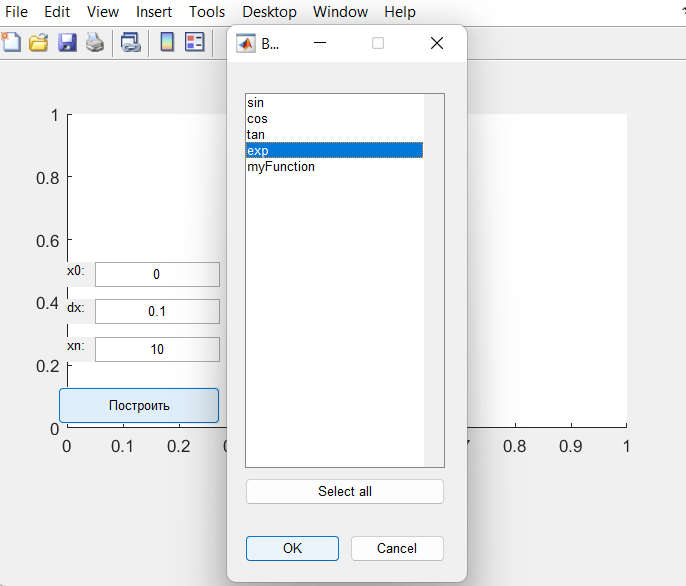 File Edit View Insert Tools Desktop Window Help
В...
sin
cos
tan
exp
myFunction
1
0.8
0.6
0.4
0.2
0
x0: 0
dx: 0.1
xn: 10
Построить
0 0.1 0.2 0.8 0.9 1
Select all
OK Cancel